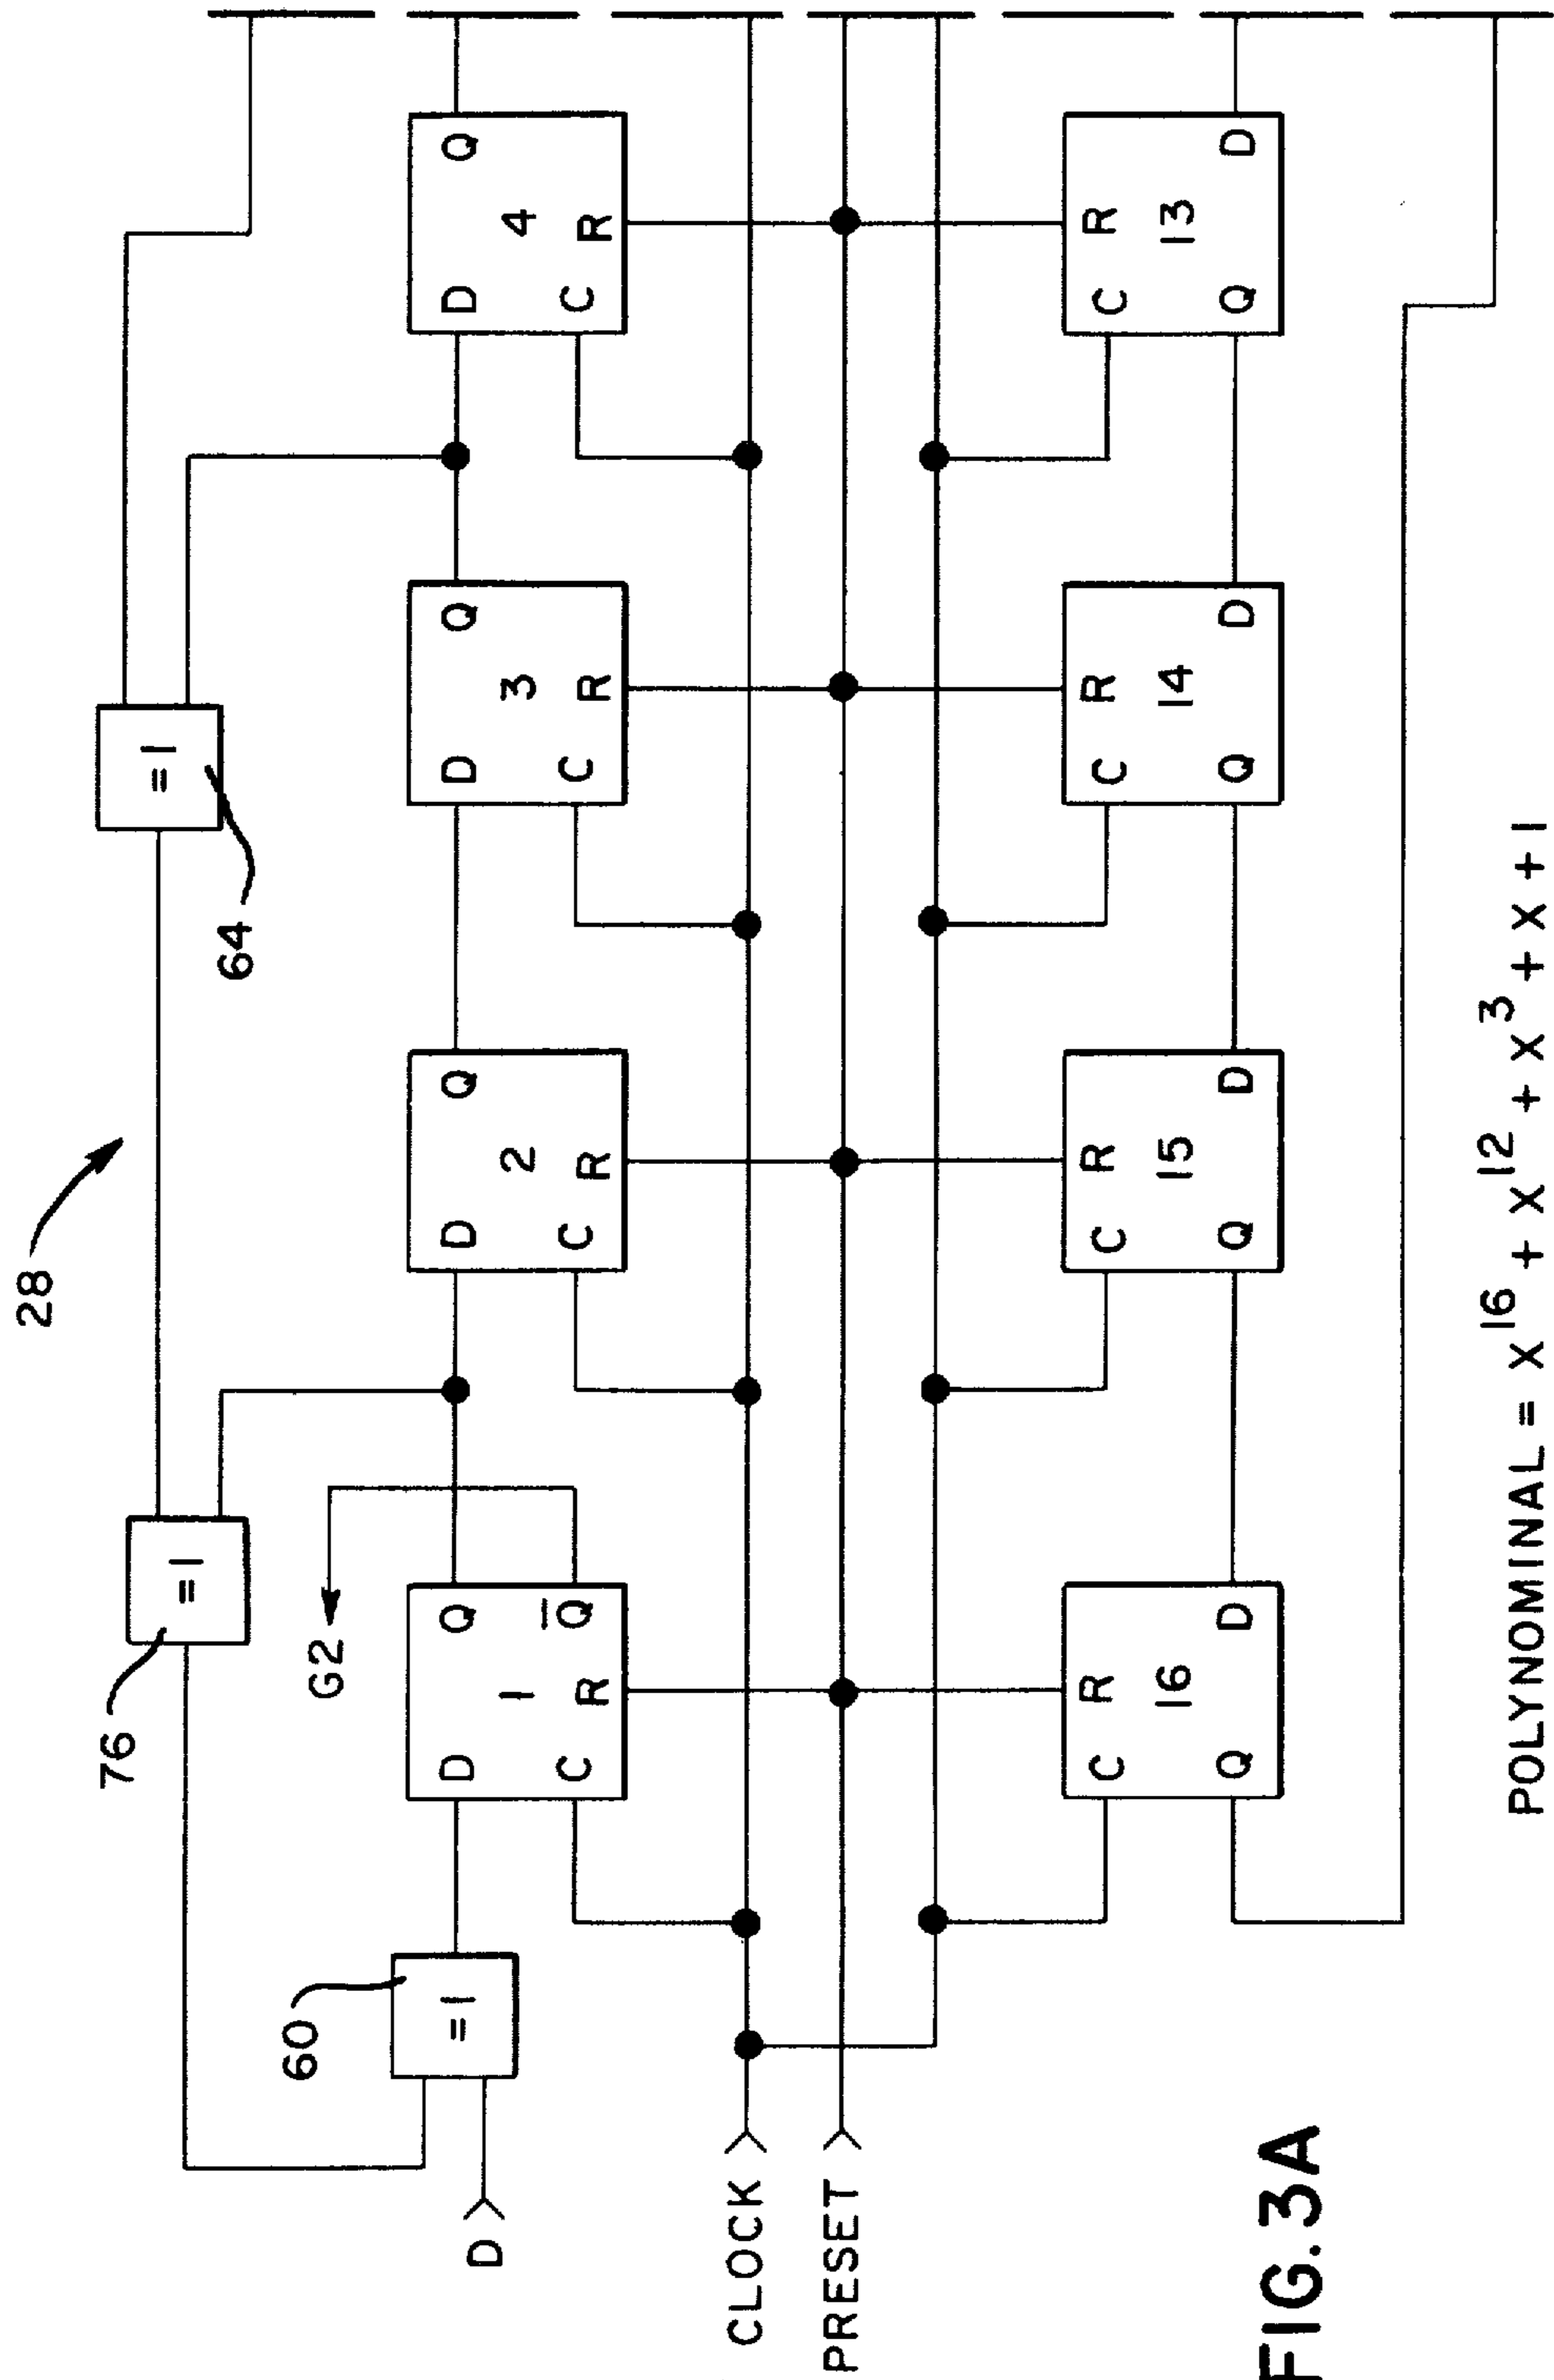 28
76
64
=1
=1
G2
60
=1
D
D Q
1
C R Q̅
D Q
2
C R
D Q
3
C R
D Q
4
C R
CLOCK
PRESET
C R
16
Q D
C R
15
Q D
C R
14
Q D
C R
13
Q D
FIG. 3A
POLYNOMINAL = X¹⁶ + X¹² + X³ + X + 1